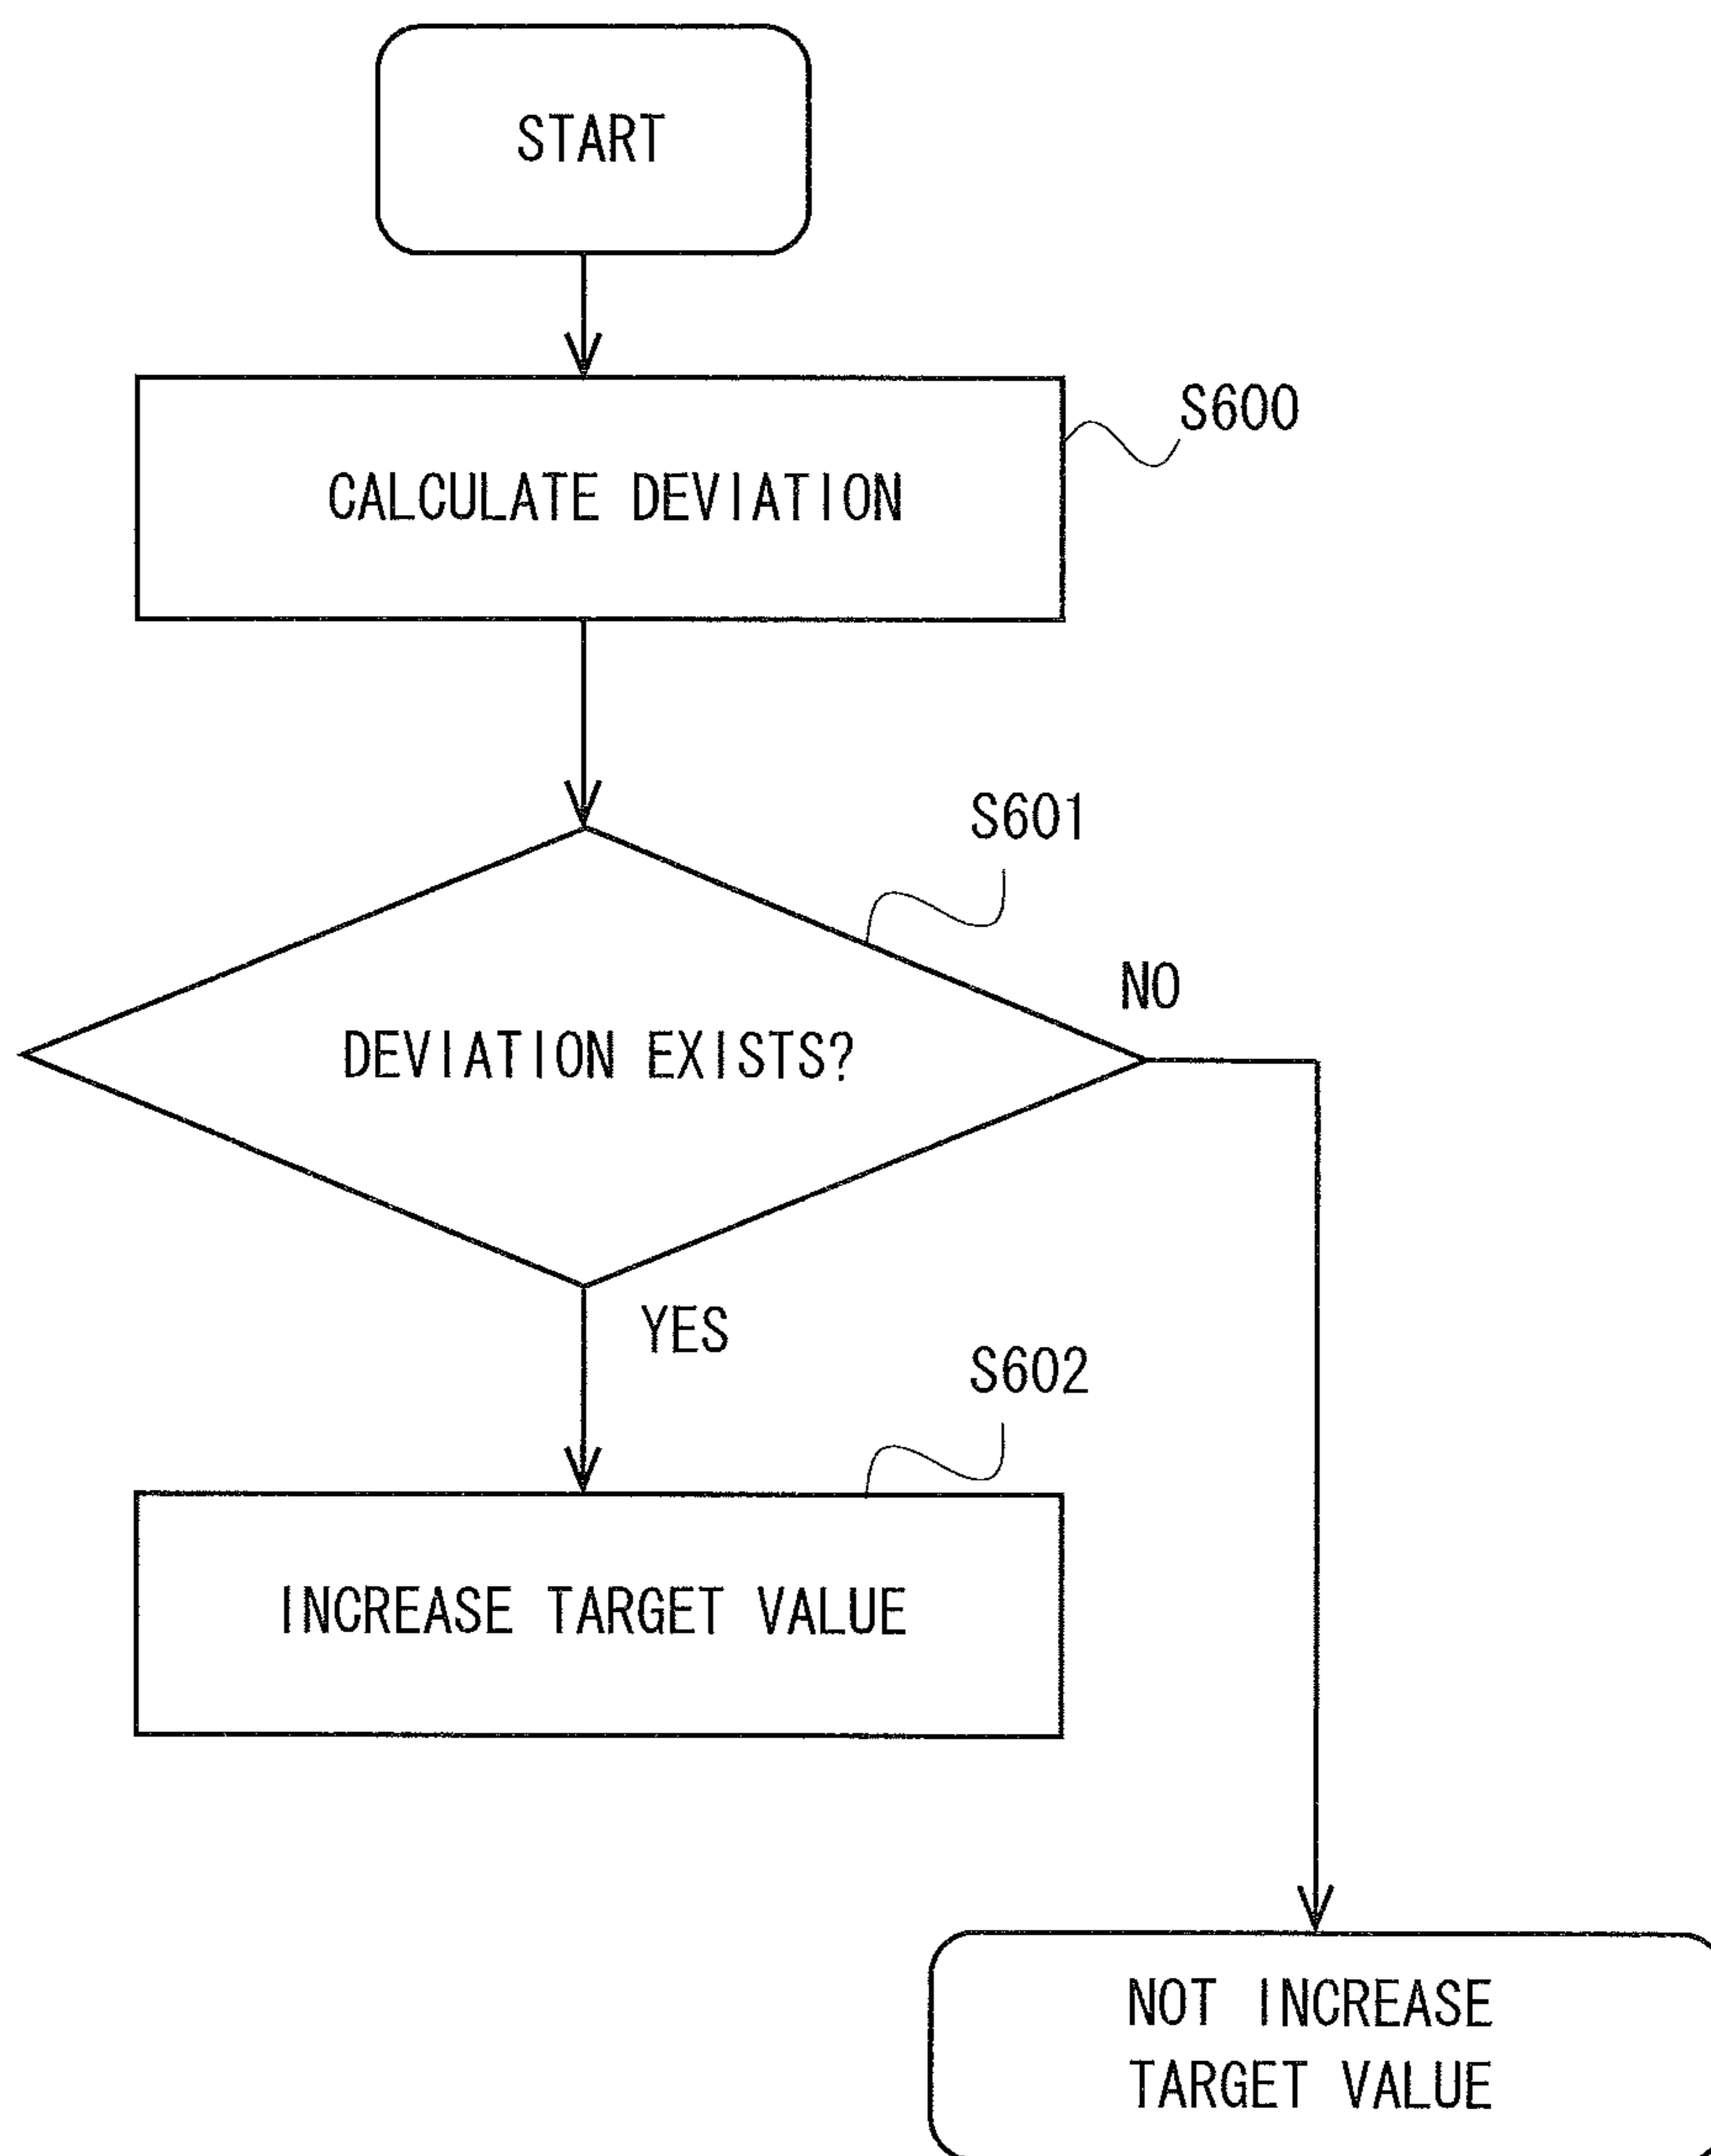 START
CALCULATE DEVIATION
S600
S601
DEVIATION EXISTS?
NO
YES
S602
INCREASE TARGET VALUE
NOT INCREASE
TARGET VALUE